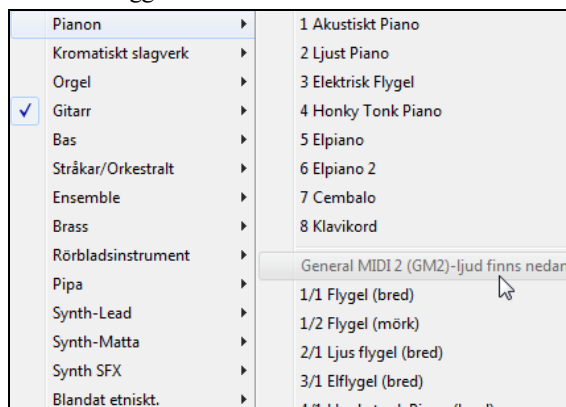 Pianon
Kromatiskt slagverk
Orgel
Gitarr
Bas
Stråkar/Orkestralt
Ensemble
Brass
Rörbladsinstrument
Pipa
Synth-Lead
Synth-Matta
Synth SFX
Blandat etniskt.
1 Akustiskt Piano
2 Ljust Piano
3 Elektrisk Flygel
4 Honky Tonk Piano
5 Elpiano
6 Elpiano 2
7 Cembalo
8 Klavikord
General MIDI 2 (GM2)-ljud finns nedan
1/1 Flygel (bred)
1/2 Flygel (mörk)
2/1 Ljus flygel (bred)
3/1 Elflygel (bred)